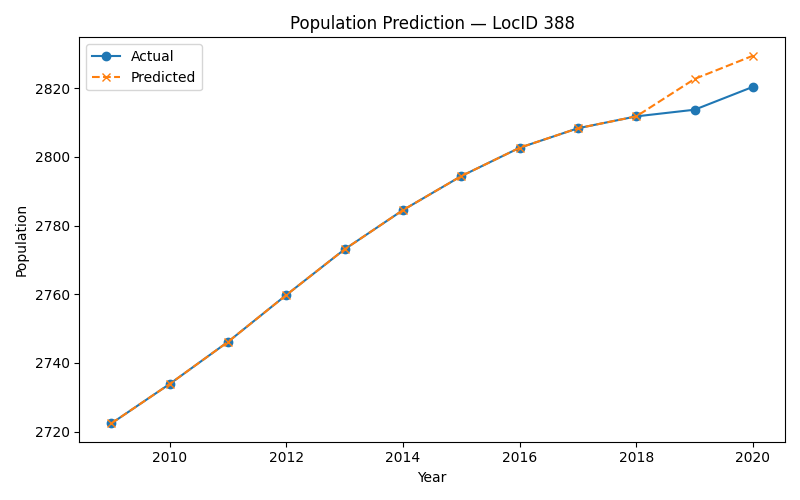 Population Prediction — LocID 388
Actual
Predicted
Population
2820
2800
2780
2760
2740
2720
2010 2012 2014 2016 2018 2020
Year